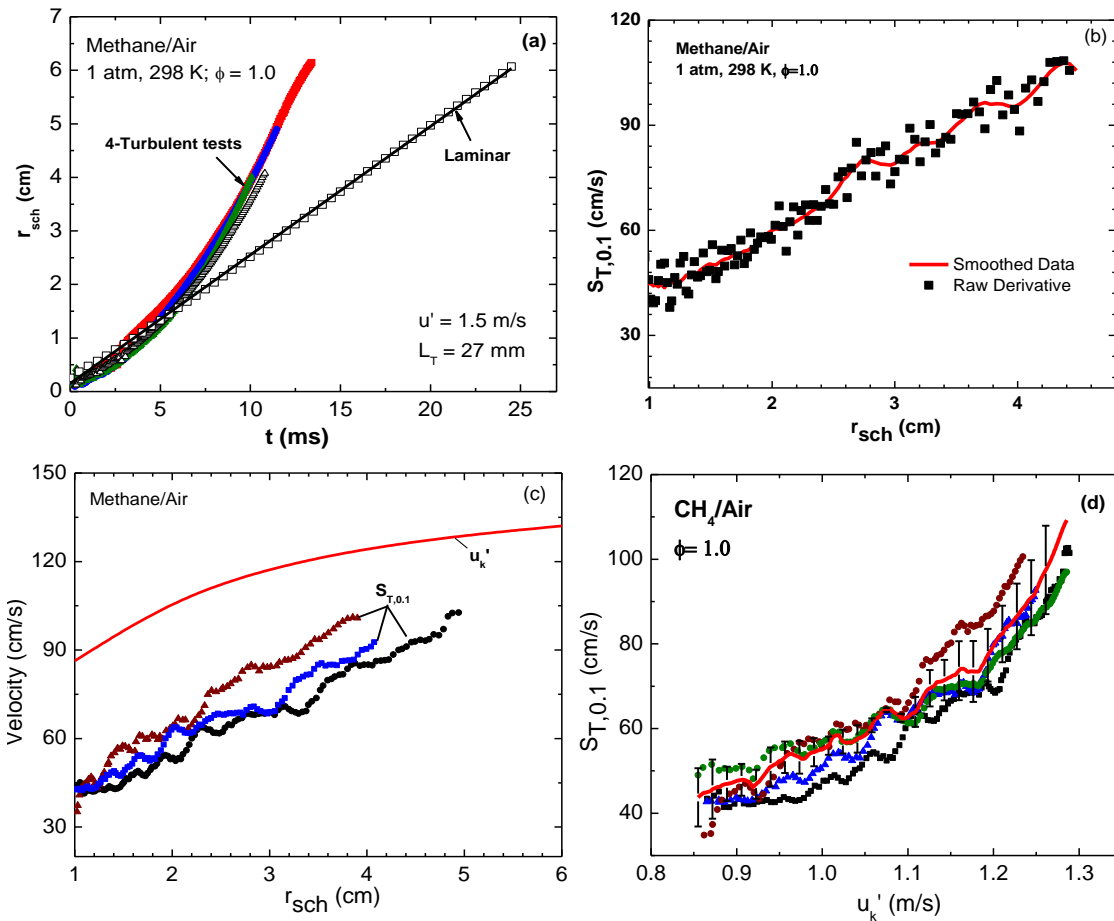 (a)
Methane/Air
1 atm, 298 K; ϕ = 1.0
4-Turbulent tests
Laminar
u' = 1.5 m/s
L_T = 27 mm
r_sch (cm)
6
5
4
3
2
1
0
0 5 10 15 20 25
t (ms)
(b)
Methane/Air
1 atm, 298 K, ϕ=1.0
Smoothed Data
Raw Derivative
S_T,0.1 (cm/s)
120
90
60
30
1 2 3 4
r_sch (cm)
(c)
Methane/Air
u_k'
S_T,0.1
Velocity (cm/s)
150
120
90
60
30
1 2 3 4 5 6
r_sch (cm)
(d)
CH_4/Air
ϕ= 1.0
S_T,0.1 (cm/s)
120
100
80
60
40
20
0.8 0.9 1.0 1.1 1.2 1.3
u_k' (m/s)